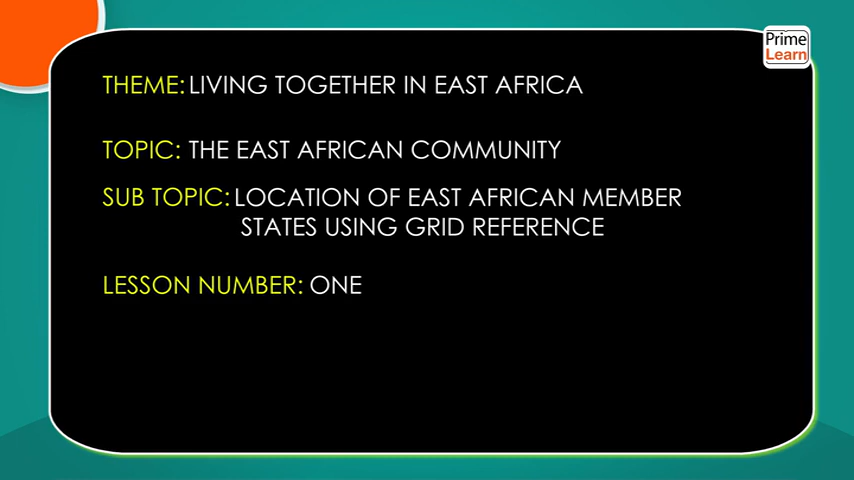 Prime
Learn
THEME: LIVING TOGETHER IN EAST AFRICA
TOPIC: THE EAST AFRICAN COMMUNITY
SUB TOPIC: LOCATION OF EAST AFRICAN MEMBER
STATES USING GRID REFERENCE
LESSON NUMBER: ONE